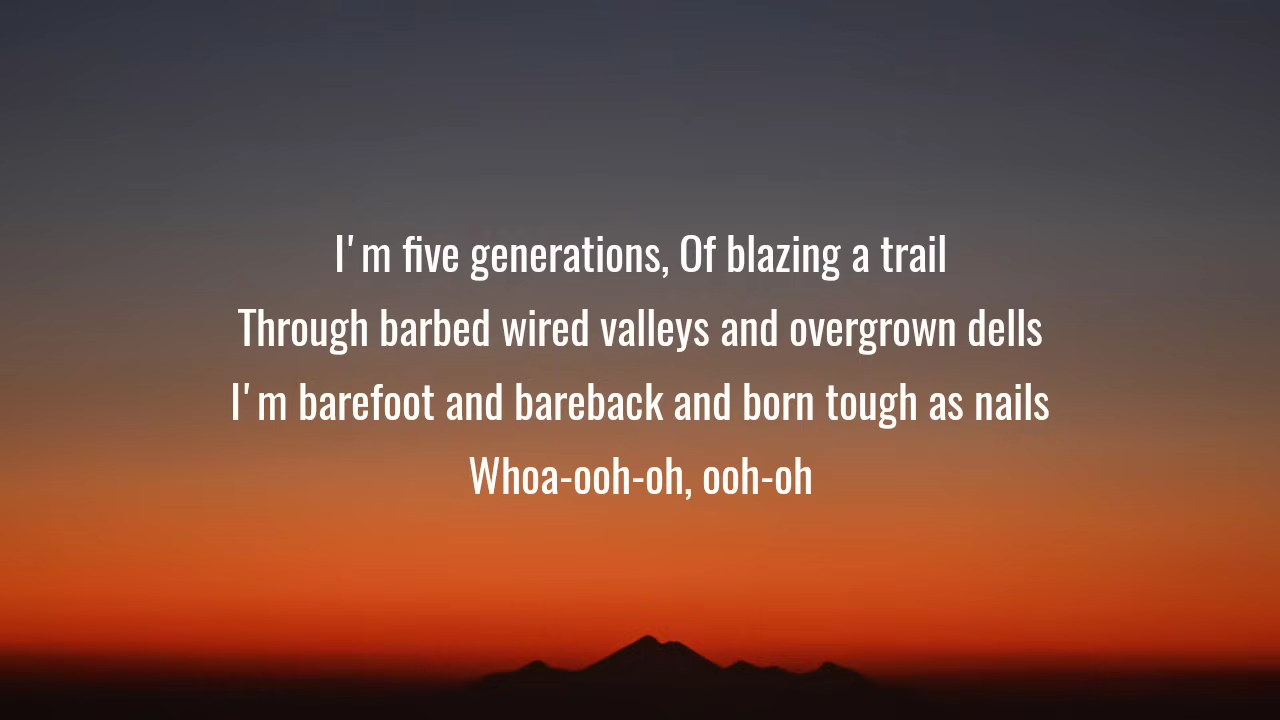 I'm five generations, Of blazing a trail
Through barbed wired valleys and overgrown dells
I'm barefoot and bareback and born tough as nails
Whoa-ooh-oh, ooh-oh